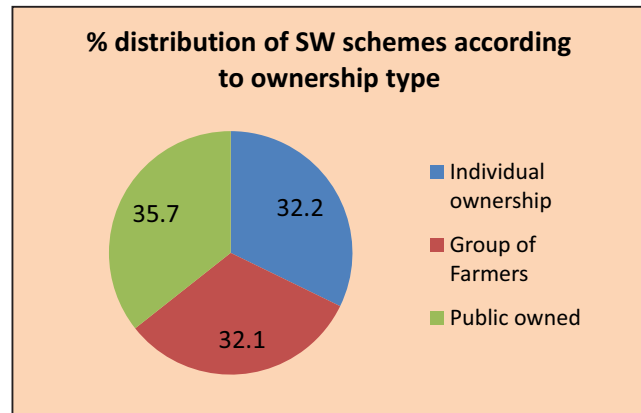 % distribution of SW schemes according
to ownership type
32.2
35.7
32.1
Individual
ownership
Group of
Farmers
Public owned